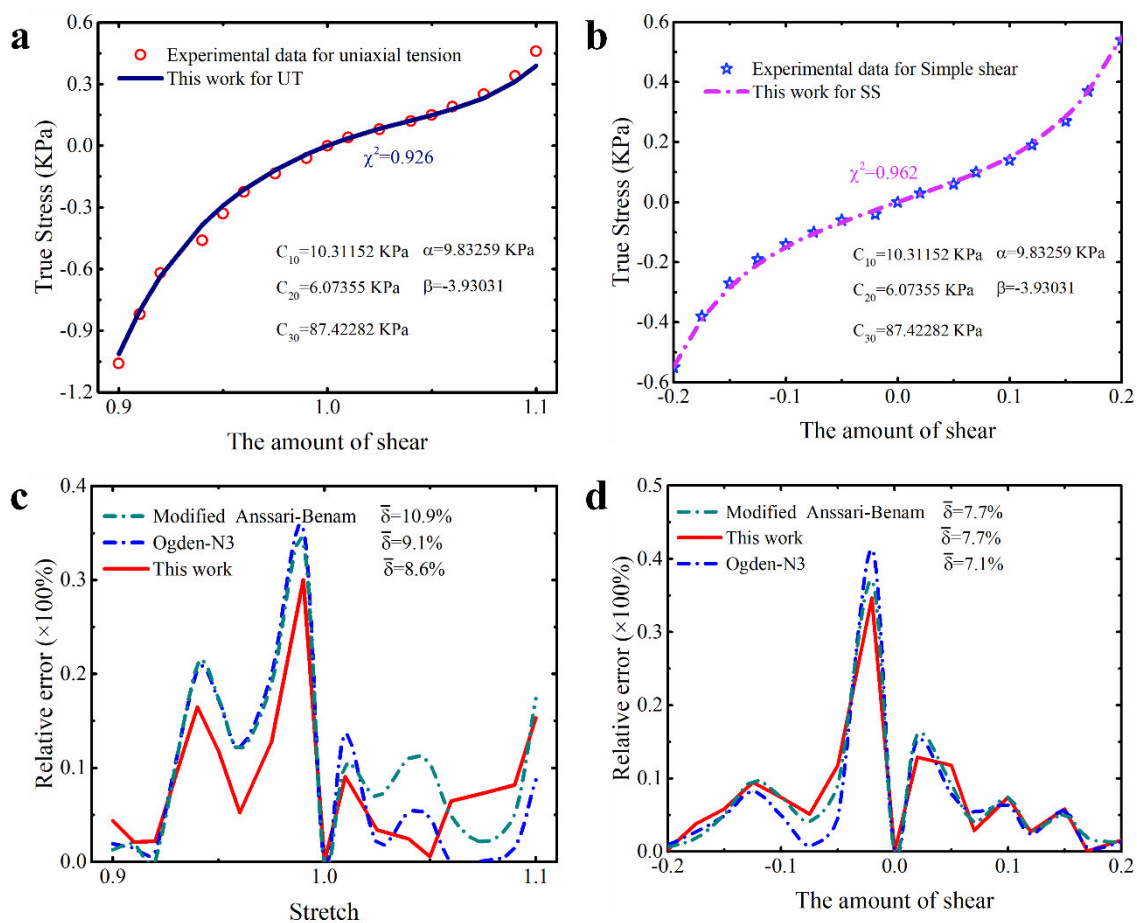 a
0.6
0.3
0.0
-0.3
-0.6
-0.9
-1.2
True Stress (KPa)
Experimental data for uniaxial tension
This work for UT
χ²=0.926
C₁₀=10.31152 KPa α=9.83259 KPa
C₂₀=6.07355 KPa β=-3.93031
C₃₀=87.42282 KPa
0.9 1.0 1.1
The amount of shear
b
0.6
0.4
0.2
0.0
-0.2
-0.4
-0.6
True Stress (KPa)
Experimental data for Simple shear
This work for SS
χ²=0.962
C₁₀=10.31152 KPa α=9.83259 KPa
C₂₀=6.07355 KPa β=-3.93031
C₃₀=87.42282 KPa
-0.2 -0.1 0.0 0.1 0.2
The amount of shear
c
0.4
0.3
0.2
0.1
0.0
Relative error (×100%)
Modified Anssari-Benam δ̄=10.9%
Ogden-N3 δ̄=9.1%
This work δ̄=8.6%
0.9 1.0 1.1
Stretch
d
0.5
0.4
0.3
0.2
0.1
0.0
Relative error (×100%)
Modified Anssari-Benam δ̄=7.7%
This work δ̄=7.7%
Ogden-N3 δ̄=7.1%
-0.2 -0.1 0.0 0.1 0.2
The amount of shear